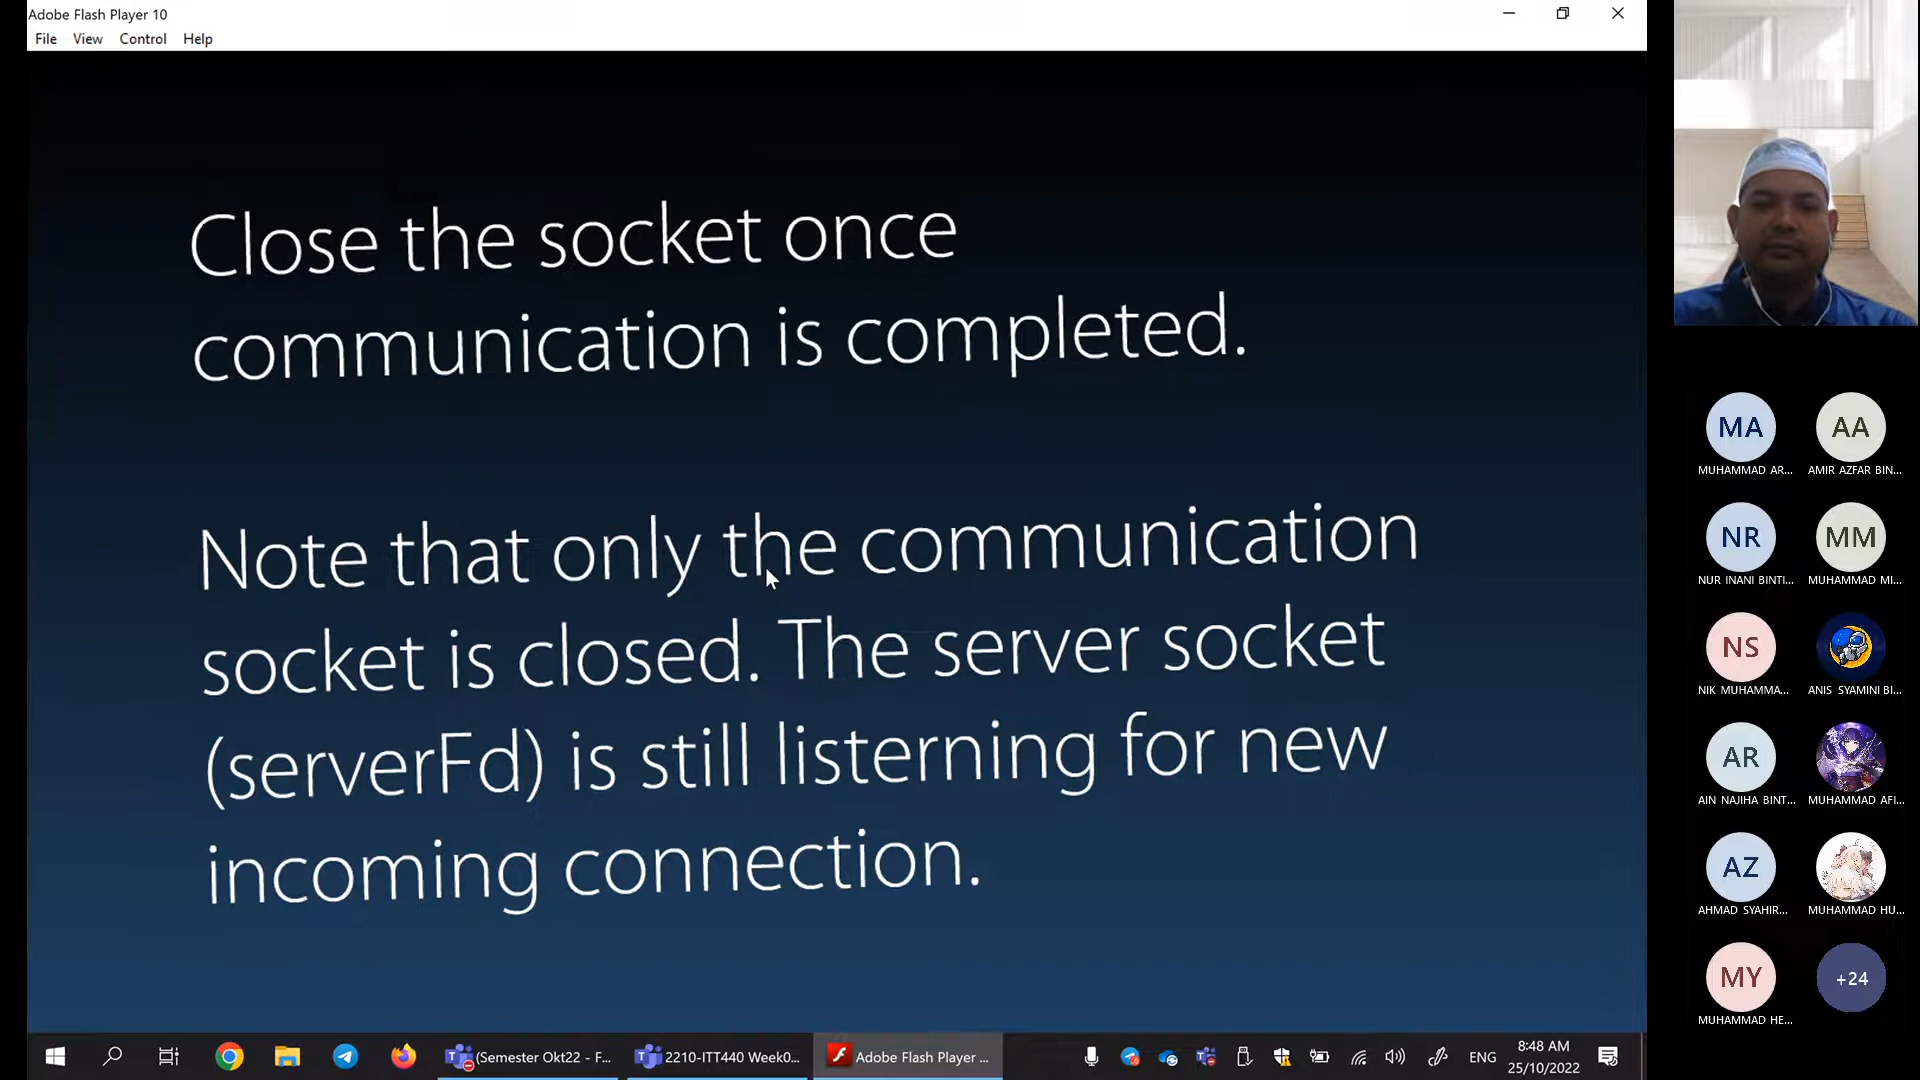 Adobe Flash Player 10
File View Control Help
Close the socket once
communication is completed.
Note that only the communication
socket is closed. The server socket
(serverFd) is still listerning for new
incoming connection.
MA AA
MUHAMMAD AR... AMIR AZFAR BIN...
NR MM
NUR INANI BINTI... MUHAMMAD MI...
NS
NIK MUHAMMA... ANIS SYAMINI BI...
AR
AIN NAJIHA BINT... MUHAMMAD AFI...
AZ
AHMAD SYAHIR... MUHAMMAD HU...
MY +24
MUHAMMAD HE...
(Semester Okt22 - F... 2210-ITT440 Week0... Adobe Flash Player ... ENG 8:48 AM
25/10/2022